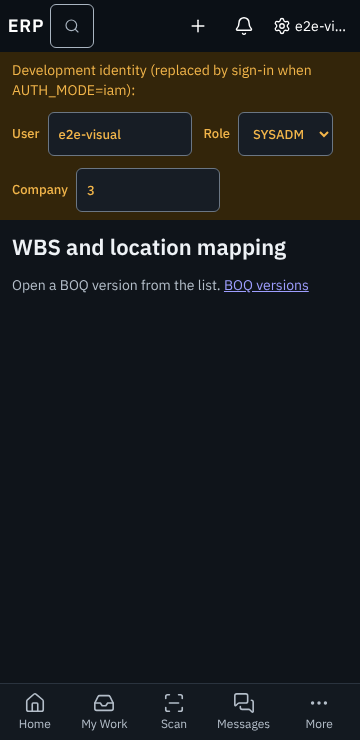 ERP
e2e-vi...
Development identity (replaced by sign-in when
AUTH_MODE=iam):
User e2e-visual Role SYSADM
Company 3
WBS and location mapping
Open a BOQ version from the list. BOQ versions
Home My Work Scan Messages More